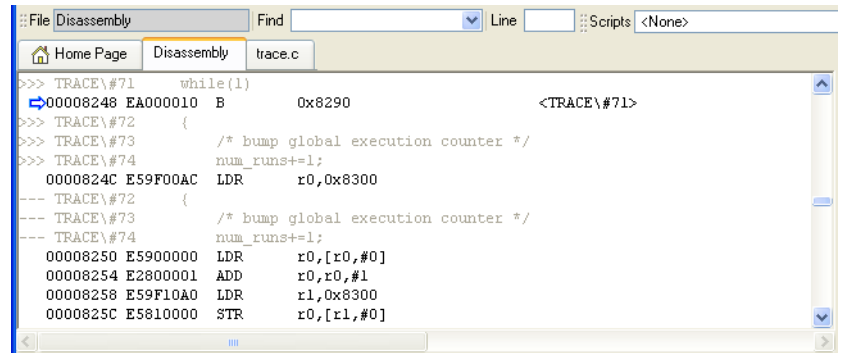 File Disassembly Find Line Scripts <None>
Home Page Disassembly trace.c
>>> TRACE\#71 while(1)
00008248 EA000010 B 0x8290 <TRACE\#71>
>>> TRACE\#72 {
>>> TRACE\#73 /* bump global execution counter */
>>> TRACE\#74 num_runs+=1;
0000824C E59F00AC LDR r0,0x8300
--- TRACE\#72 {
--- TRACE\#73 /* bump global execution counter */
--- TRACE\#74 num_runs+=1;
00008250 E5900000 LDR r0,[r0,#0]
00008254 E2800001 ADD r0,r0,#1
00008258 E59F10A0 LDR r1,0x8300
0000825C E5810000 STR r0,[r1,#0]